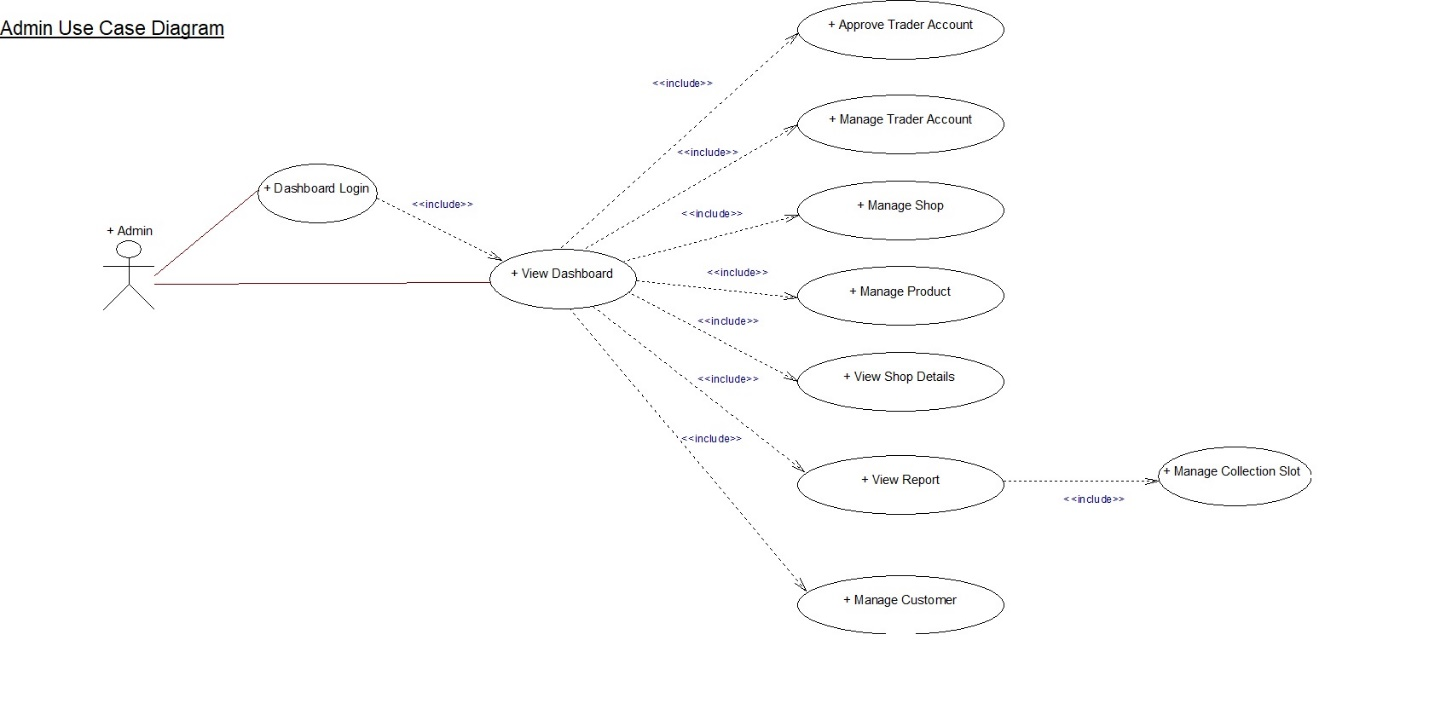 Admin Use Case Diagram
+ Approve Trader Account
<<include>>
+ Manage Trader Account
<<include>>
+ Dashboard Login
<<include>>
+ Manage Shop
<<include>>
+ Admin
+ View Dashboard
<<include>>
+ Manage Product
<<include>>
+ View Shop Details
<<include>>
<<include>>
+ View Report
+ Manage Collection Slot
<<include>>
+ Manage Customer